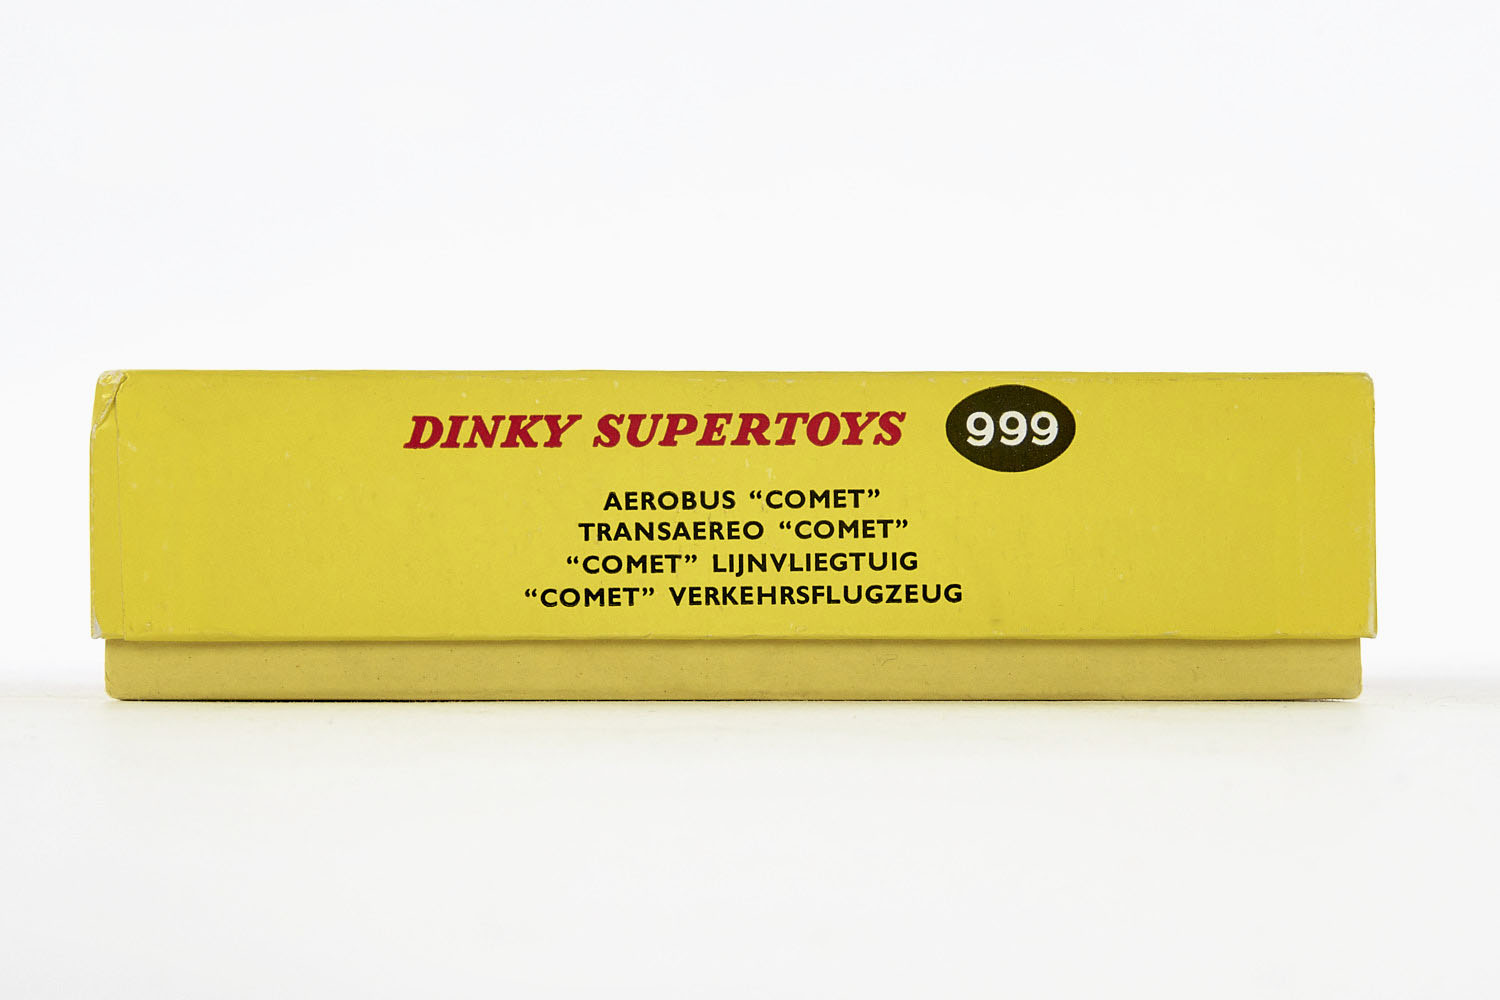 DINKY SUPERTOYS 999
AEROBUS “COMET”
TRANSAEREO “COMET”
“COMET” LIJNVLIEGTUIG
“COMET” VERKEHRSFLUGZEUG